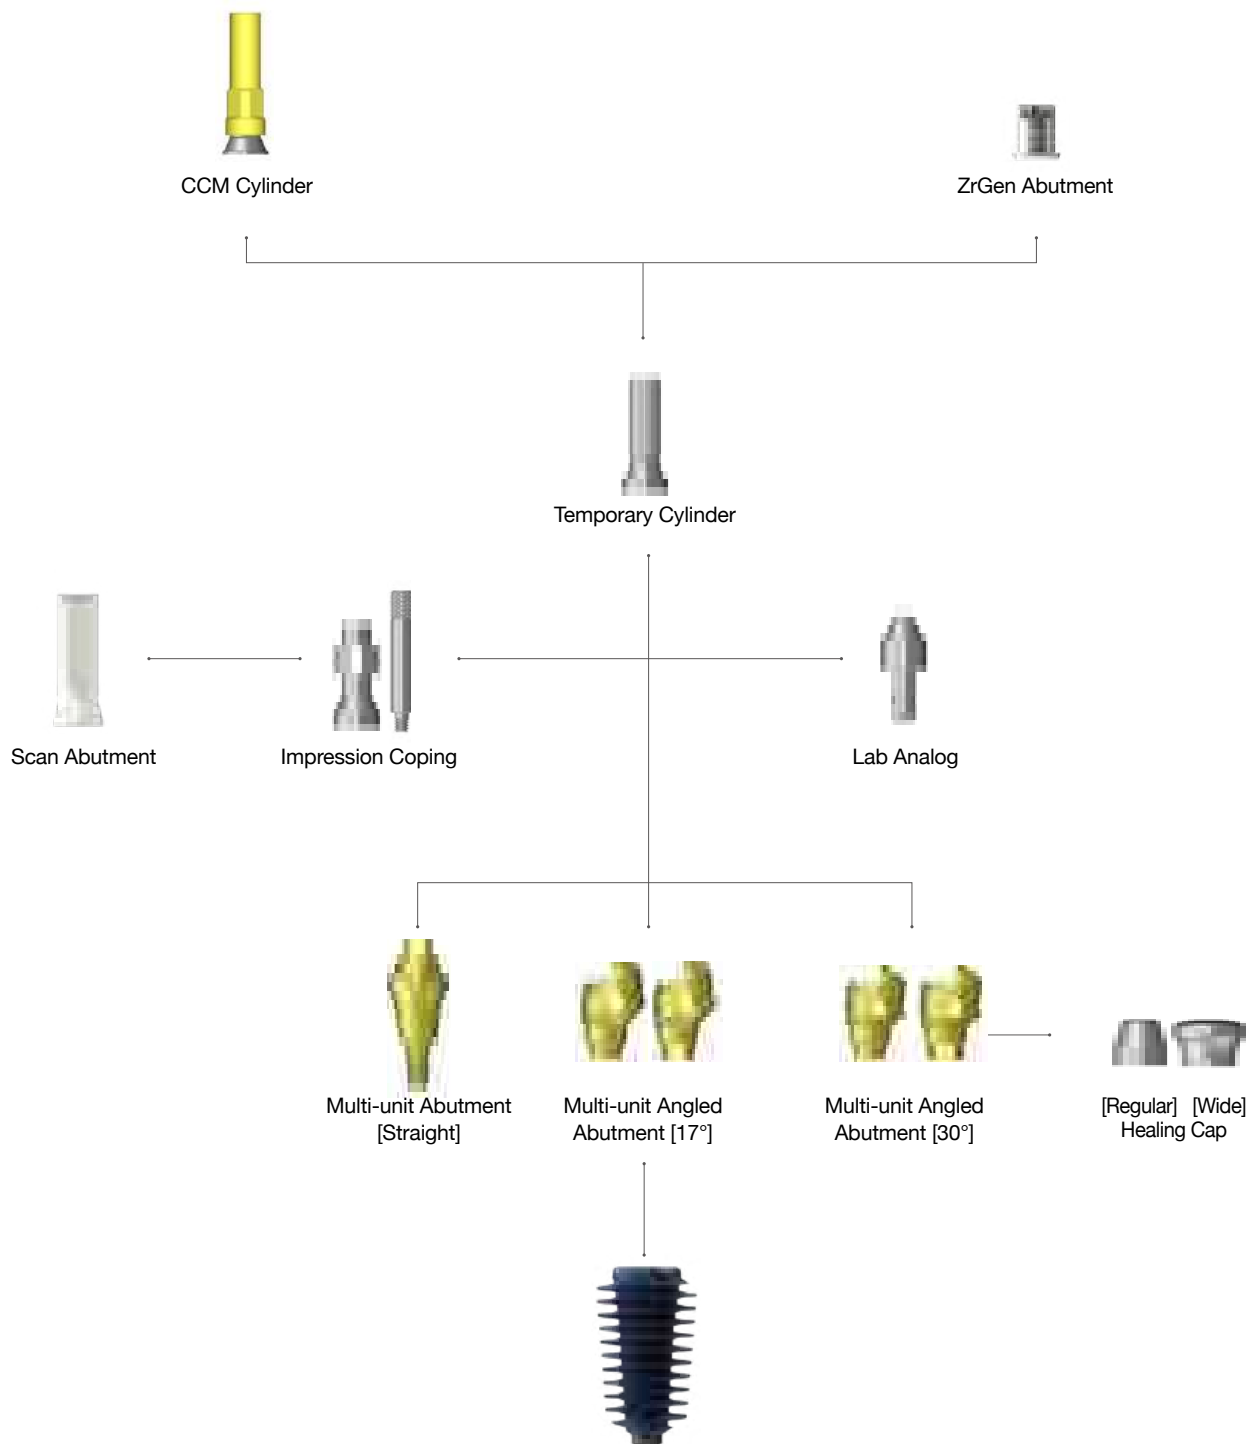 CCM Cylinder
ZrGen Abutment
Temporary Cylinder
Scan Abutment
Impression Coping
Lab Analog
Multi-unit Abutment
[Straight]
Multi-unit Angled
Abutment [17°]
Multi-unit Angled
Abutment [30°]
[Regular] [Wide]
Healing Cap